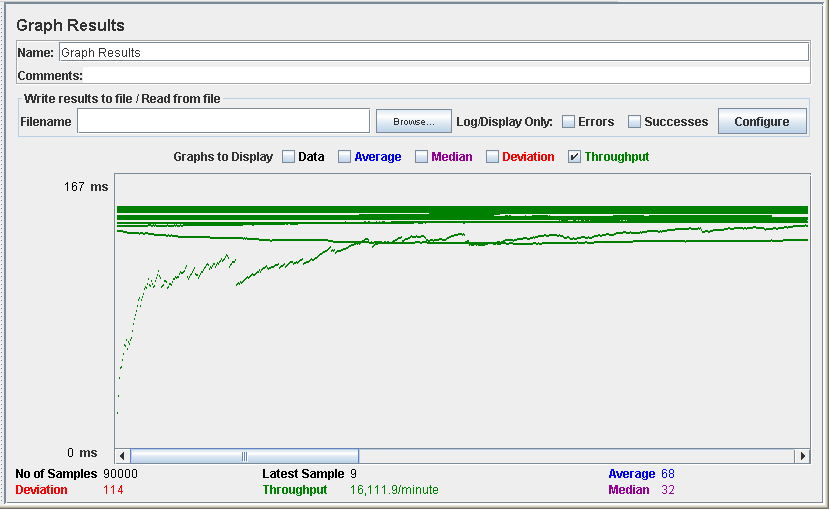 Graph Results
Name: Graph Results
Comments:
Write results to file / Read from file
Filename Browse... Log/Display Only: Errors Successes Configure
Graphs to Display Data Average Median Deviation Throughput
167 ms
0 ms
No of Samples 90000 Latest Sample 9 Average 68
Deviation 114 Throughput 16,111.9/minute Median 32